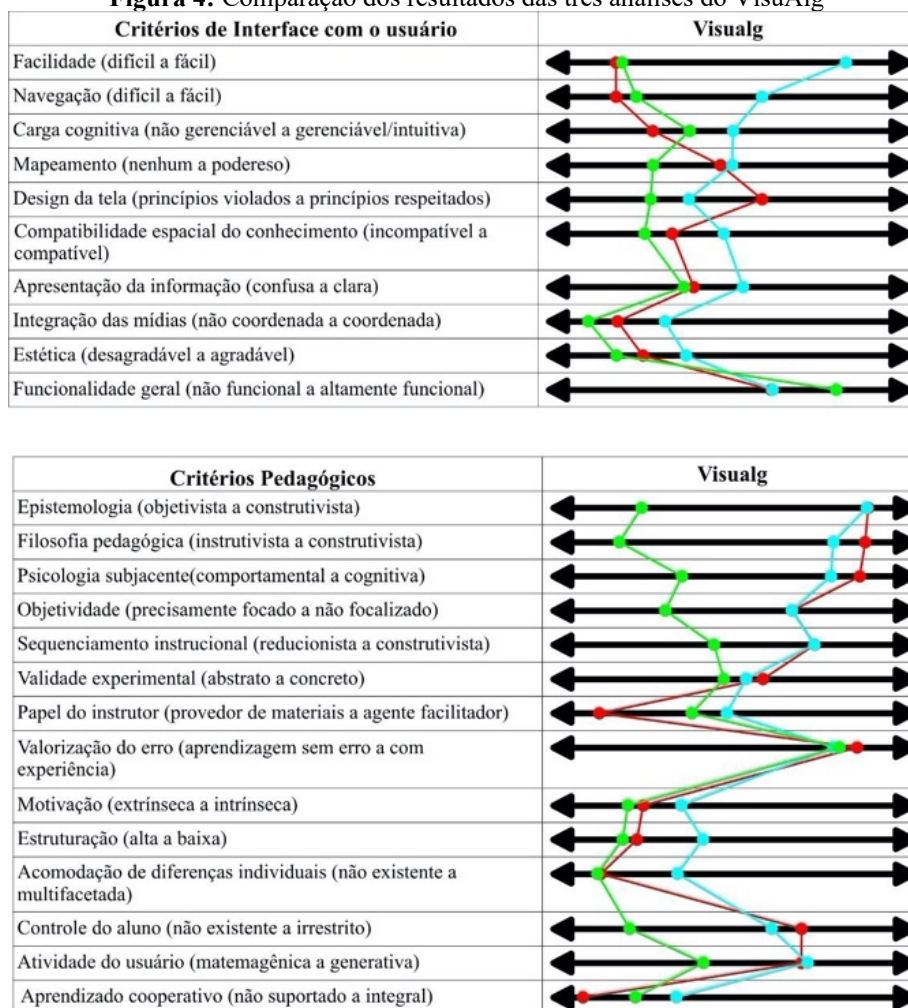 Figura 4: Comparação dos resultados das três análises do VisuAlg
Critérios de Interface com o usuário
Visualg
Facilidade (difícil a fácil)
Navegação (difícil a fácil)
Carga cognitiva (não gerenciável a gerenciável/intuitiva)
Mapeamento (nenhum a podereso)
Design da tela (princípios violados a princípios respeitados)
Compatibilidade espacial do conhecimento (incompatível a
compatível)
Apresentação da informação (confusa a clara)
Integração das mídias (não coordenada a coordenada)
Estética (desagradável a agradável)
Funcionalidade geral (não funcional a altamente funcional)
Critérios Pedagógicos
Visualg
Epistemologia (objetivista a construtivista)
Filosofia pedagógica (instrutivista a construtivista)
Psicologia subjacente(comportamental a cognitiva)
Objetividade (precisamente focado a não focalizado)
Sequenciamento instrucional (reducionista a construtivista)
Validade experimental (abstrato a concreto)
Papel do instrutor (provedor de materiais a agente facilitador)
Valorização do erro (aprendizagem sem erro a com
experiência)
Motivação (extrínseca a intrínseca)
Estruturação (alta a baixa)
Acomodação de diferenças individuais (não existente a
multifacetada)
Controle do aluno (não existente a irrestrito)
Atividade do usuário (matemagênica a generativa)
Aprendizado cooperativo (não suportado a integral)